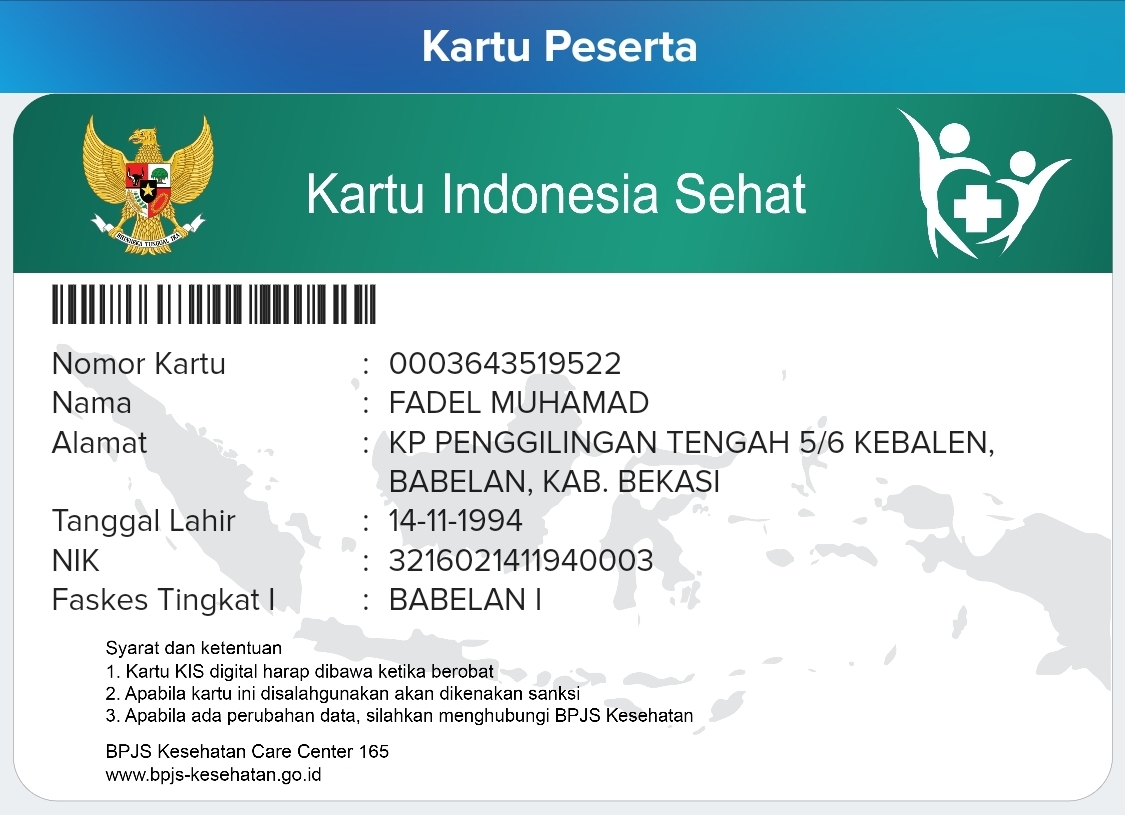 Kartu Peserta
Kartu Indonesia Sehat
BHINNEKA TUNGGAL IKA
Nomor Kartu : 0003643519522
Nama : FADEL MUHAMAD
Alamat : KP PENGGILINGAN TENGAH 5/6 KEBALEN,
BABELAN, KAB. BEKASI
Tanggal Lahir : 14-11-1994
NIK : 3216021411940003
Faskes Tingkat I : BABELAN I
Syarat dan ketentuan
1. Kartu KIS digital harap dibawa ketika berobat
2. Apabila kartu ini disalahgunakan akan dikenakan sanksi
3. Apabila ada perubahan data, silahkan menghubungi BPJS Kesehatan
BPJS Kesehatan Care Center 165
www.bpjs-kesehatan.go.id